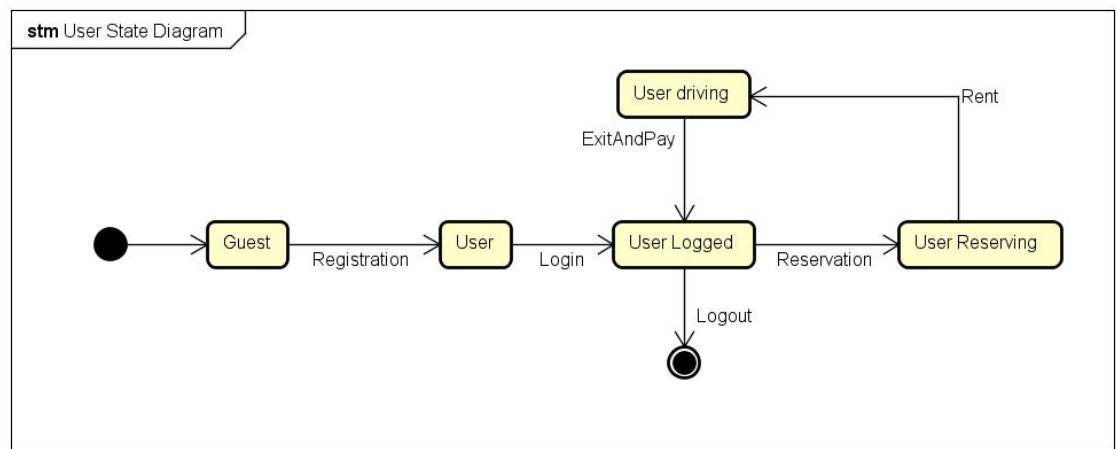 stm User State Diagram
User driving
Rent
ExitAndPay
Guest
Registration
User
Login
User Logged
Reservation
User Reserving
Logout